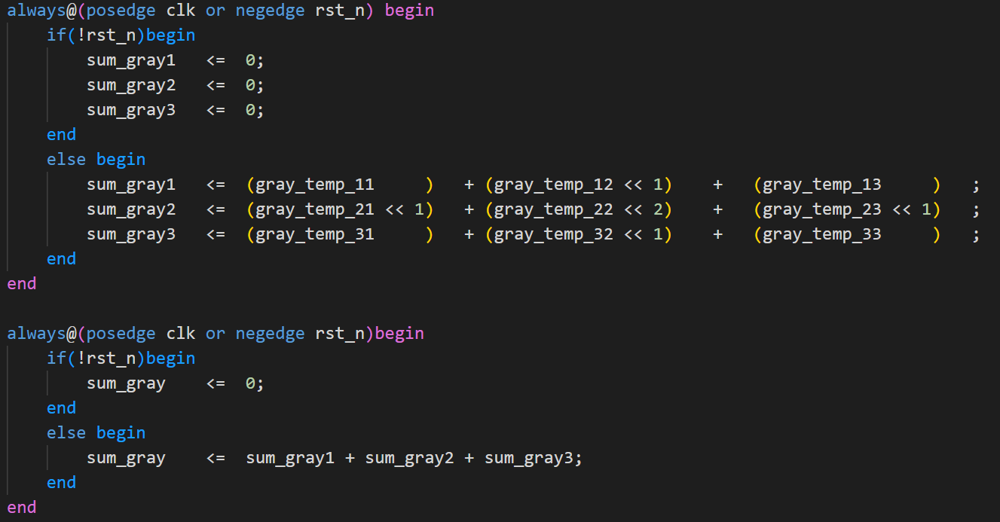 always@(posedge clk or negedge rst_n) begin
if(!rst_n)begin
sum_gray1 <= 0;
sum_gray2 <= 0;
sum_gray3 <= 0;
end
else begin
sum_gray1 <= (gray_temp_11 ) + (gray_temp_12 << 1) + (gray_temp_13 ) ;
sum_gray2 <= (gray_temp_21 << 1) + (gray_temp_22 << 2) + (gray_temp_23 << 1) ;
sum_gray3 <= (gray_temp_31 ) + (gray_temp_32 << 1) + (gray_temp_33 ) ;
end
end
always@(posedge clk or negedge rst_n)begin
if(!rst_n)begin
sum_gray <= 0;
end
else begin
sum_gray <= sum_gray1 + sum_gray2 + sum_gray3;
end
end